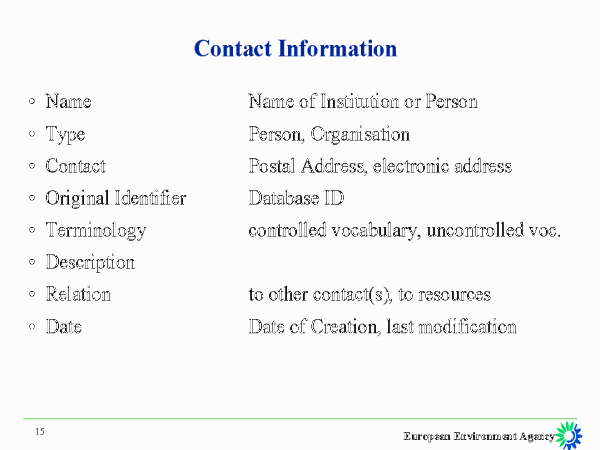 Contact Information
Name Name of Institution or Person
Type Person, Organisation
Contact Postal Address, electronic address
Original Identifier Database ID
Terminology controlled vocabulary, uncontrolled voc.
Description
Relation to other contact(s), to resources
Date Date of Creation, last modification
15 European Environment Agency